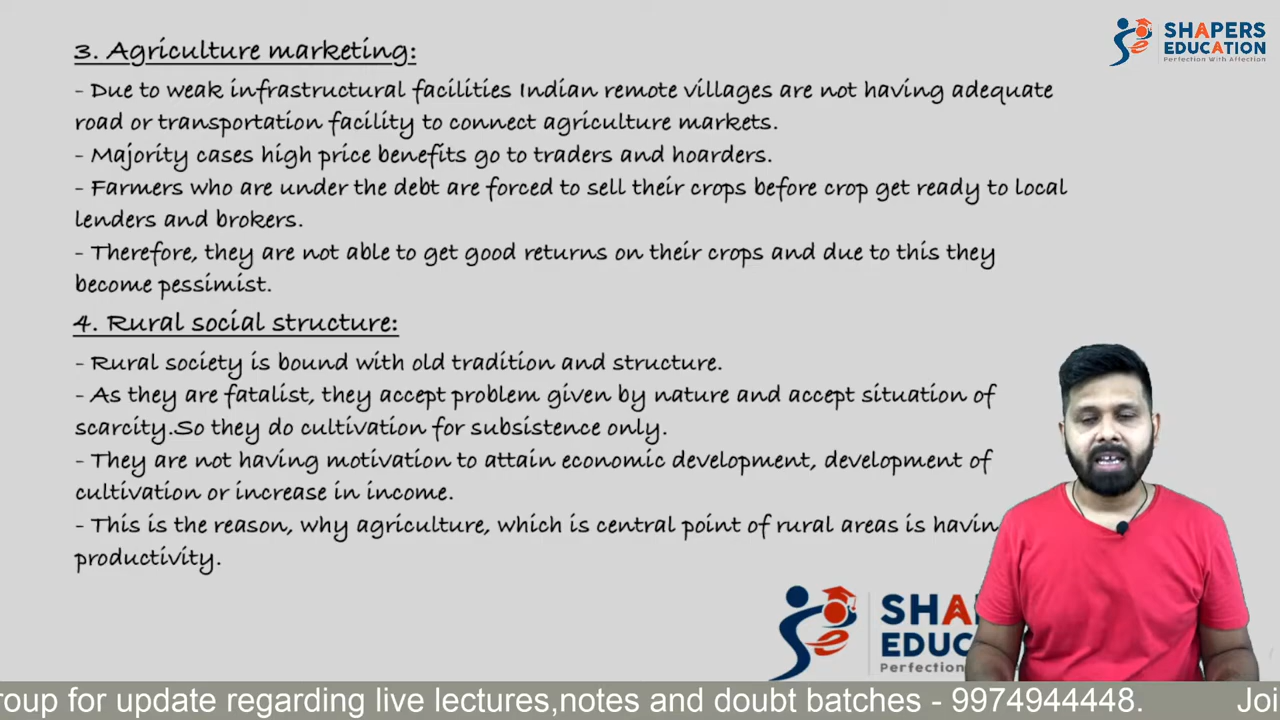 SHAPERS
EDUCATION
Perfection With Affection
3. Agriculture marketing:
- Due to weak infrastructural facilities Indian remote villages are not having adequate
road or transportation facility to connect agriculture markets.
- Majority cases high price benefits go to traders and hoarders.
- Farmers who are under the debt are forced to sell their crops before crop get ready to local
lenders and brokers.
- Therefore, they are not able to get good returns on their crops and due to this they
become pessimist.
4. Rural social structure:
- Rural society is bound with old tradition and structure.
- As they are fatalist, they accept problem given by nature and accept situation of
scarcity.So they do cultivation for subsistence only.
- They are not having motivation to attain economic development, development of
cultivation or increase in income.
- This is the reason, why agriculture, which is central point of rural areas is havin
productivity.
SHA
EDUC
Perfection
roup for update regarding live lectures,notes and doubt batches - 9974944448. Joi